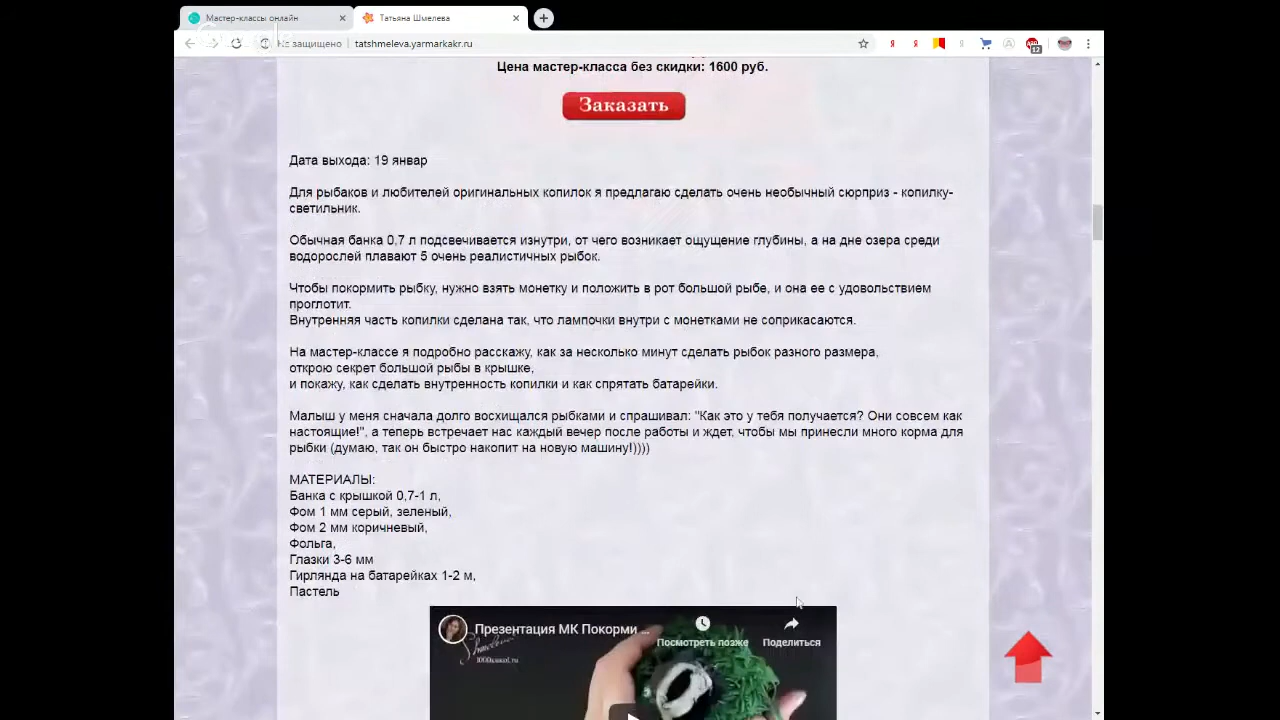 Мастер-классы онлайн
Татьяна Шмелева
Не защищено
tatshmeleva.yarmarkakr.ru
12
Цена мастер-класса без скидки: 1600 руб.
Заказать
Дата выхода: 19 январ
Для рыбаков и любителей оригинальных копилок я предлагаю сделать очень необычный сюрприз - копилку-
светильник.
Обычная банка 0,7 л подсвечивается изнутри, от чего возникает ощущение глубины, а на дне озера среди
водорослей плавают 5 очень реалистичных рыбок.
Чтобы покормить рыбку, нужно взять монетку и положить в рот большой рыбе, и она ее с удовольствием
проглотит.
Внутренняя часть копилки сделана так, что лампочки внутри с монетками не соприкасаются.
На мастер-классе я подробно расскажу, как за несколько минут сделать рыбок разного размера,
открою секрет большой рыбы в крышке,
и покажу, как сделать внутренность копилки и как спрятать батарейки.
Малыш у меня сначала долго восхищался рыбками и спрашивал: "Как это у тебя получается? Они совсем как
настоящие!", а теперь встречает нас каждый вечер после работы и ждет, чтобы мы принесли много корма для
рыбки (думаю, так он быстро накопит на новую машину!))))
МАТЕРИАЛЫ:
Банка с крышкой 0,7-1 л,
Фом 1 мм серый, зеленый,
Фом 2 мм коричневый,
Фольга,
Глазки 3-6 мм
Гирлянда на батарейках 1-2 м,
Пастель
Презентация МК Покорми ...
Посмотреть позже
Поделиться